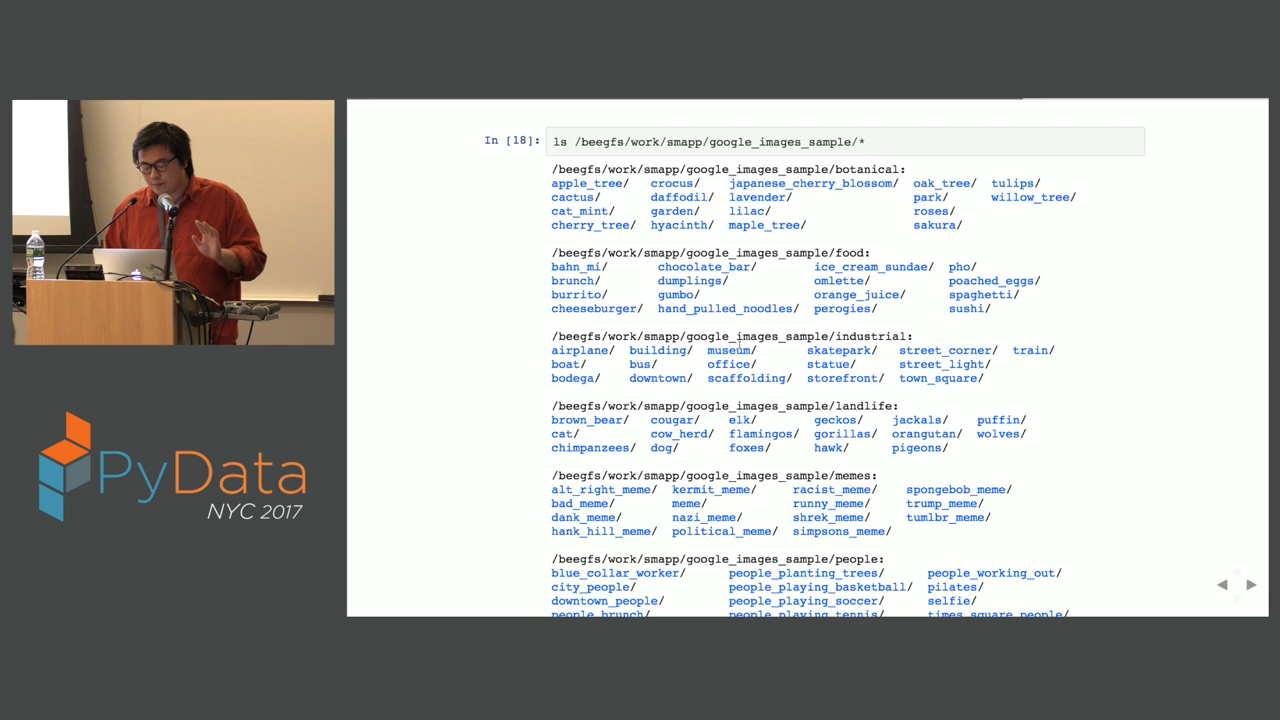 In [18]: ls /beegfs/work/smapp/google_images_sample/*
/beegfs/work/smapp/google_images_sample/botanical:
apple_tree/ crocus/ japanese_cherry_blossom/ oak_tree/ tulips/
cactus/ daffodil/ lavender/ park/ willow_tree/
cat_mint/ garden/ lilac/ roses/
cherry_tree/ hyacinth/ maple_tree/ sakura/
/beegfs/work/smapp/google_images_sample/food:
bahn_mi/ chocolate_bar/ ice_cream_sundae/ pho/
brunch/ dumplings/ omlette/ poached_eggs/
burrito/ gumbo/ orange_juice/ spaghetti/
cheeseburger/ hand_pulled_noodles/ perogies/ sushi/
/beegfs/work/smapp/google_images_sample/industrial:
airplane/ building/ museum/ skatepark/ street_corner/ train/
boat/ bus/ office/ statue/ street_light/
bodega/ downtown/ scaffolding/ storefront/ town_square/
/beegfs/work/smapp/google_images_sample/landlife:
brown_bear/ cougar/ elk/ geckos/ jackals/ puffin/
cat/ cow_herd/ flamingos/ gorillas/ orangutan/ wolves/
chimpanzees/ dog/ foxes/ hawk/ pigeons/
/beegfs/work/smapp/google_images_sample/memes:
alt_right_meme/ kermit_meme/ racist_meme/ spongebob_meme/
bad_meme/ meme/ runny_meme/ trump_meme/
dank_meme/ nazi_meme/ shrek_meme/ tumlbr_meme/
hank_hill_meme/ political_meme/ simpsons_meme/
/beegfs/work/smapp/google_images_sample/people:
blue_collar_worker/ people_planting_trees/ people_working_out/
city_people/ people_playing_basketball/ pilates/
downtown_people/ people_playing_soccer/ selfie/
people_brunch/ people_playing_tennis/ times_square_people/
PyData
NYC 2017